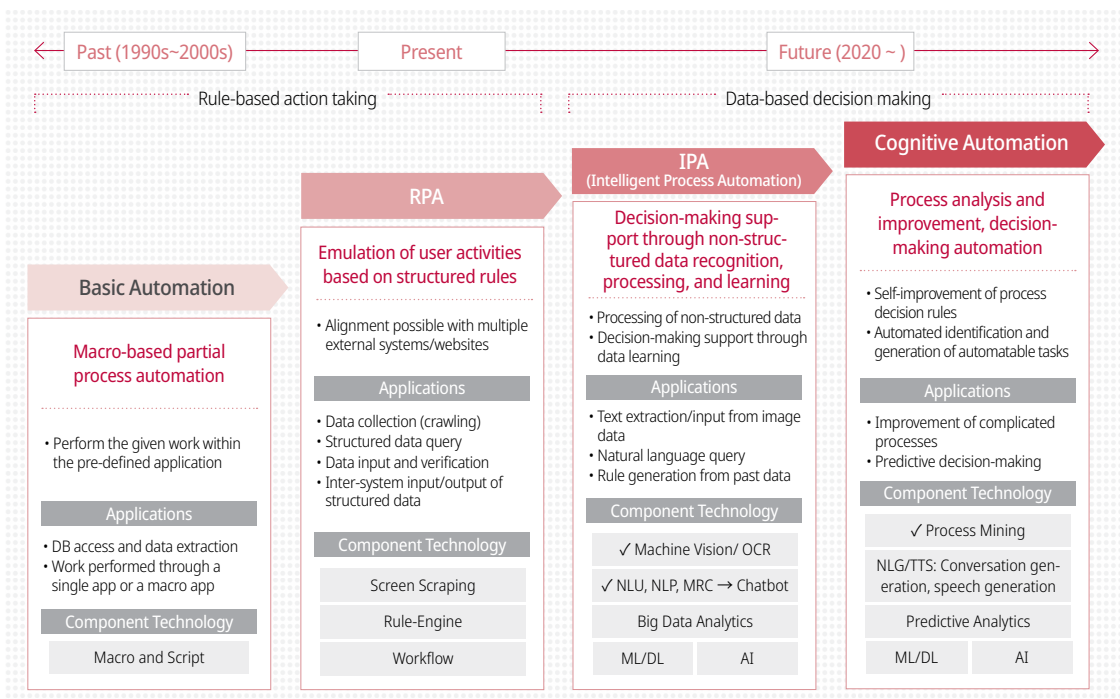 Past (1990s~2000s)
Present
Future (2020 ~ )
Rule-based action taking
Data-based decision making
Basic Automation
Macro-based partial
process automation
• Perform the given work within
the pre-defined application
Applications
• DB access and data extraction
• Work performed through a
single app or a macro app
Component Technology
Macro and Script
RPA
Emulation of user activities
based on structured rules
• Alignment possible with multiple
external systems/websites
Applications
• Data collection (crawling)
• Structured data query
• Data input and verification
• Inter-system input/output of
structured data
Component Technology
Screen Scraping
Rule-Engine
Workflow
IPA
(Intelligent Process Automation)
Decision-making sup-
port through non-struc-
tured data recognition,
processing, and learning
• Processing of non-structured data
• Decision-making support through
data learning
Applications
• Text extraction/input from image
data
• Natural language query
• Rule generation from past data
Component Technology
✓ Machine Vision/ OCR
✓ NLU, NLP, MRC → Chatbot
Big Data Analytics
ML/DL
AI
Cognitive Automation
Process analysis and
improvement, decision-
making automation
• Self-improvement of process
decision rules
• Automated identification and
generation of automatable tasks
Applications
• Improvement of complicated
processes
• Predictive decision-making
Component Technology
✓ Process Mining
NLG/TTS: Conversation gen-
eration, speech generation
Predictive Analytics
ML/DL
AI